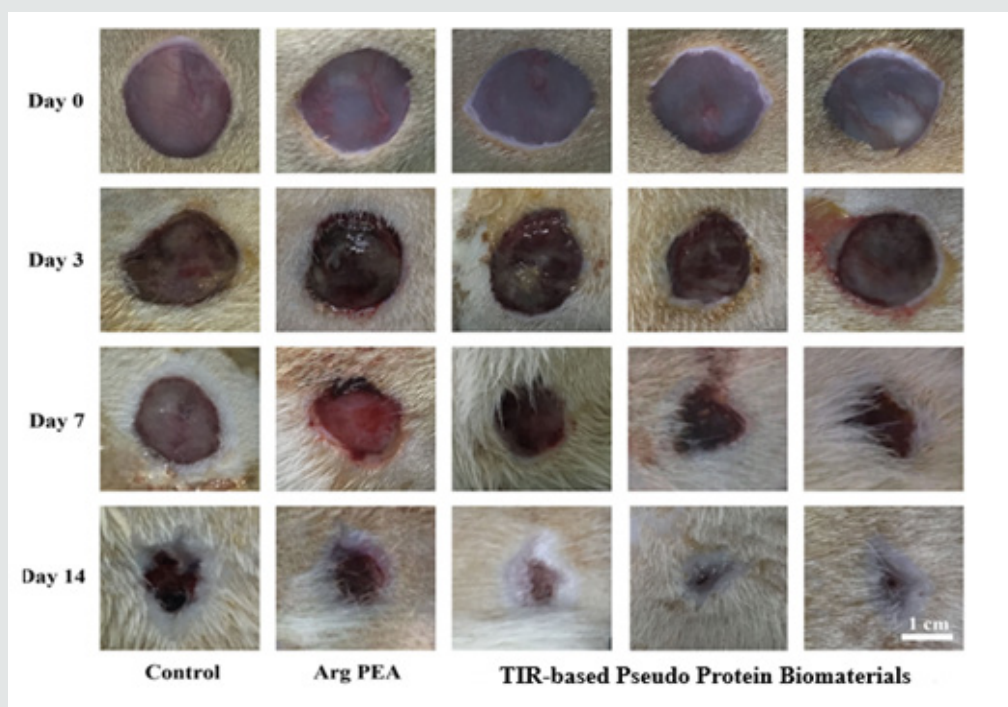 Day 0
Day 3
Day 7
Day 14
1 cm
Control
Arg PEA
TIR-based Pseudo Protein Biomaterials